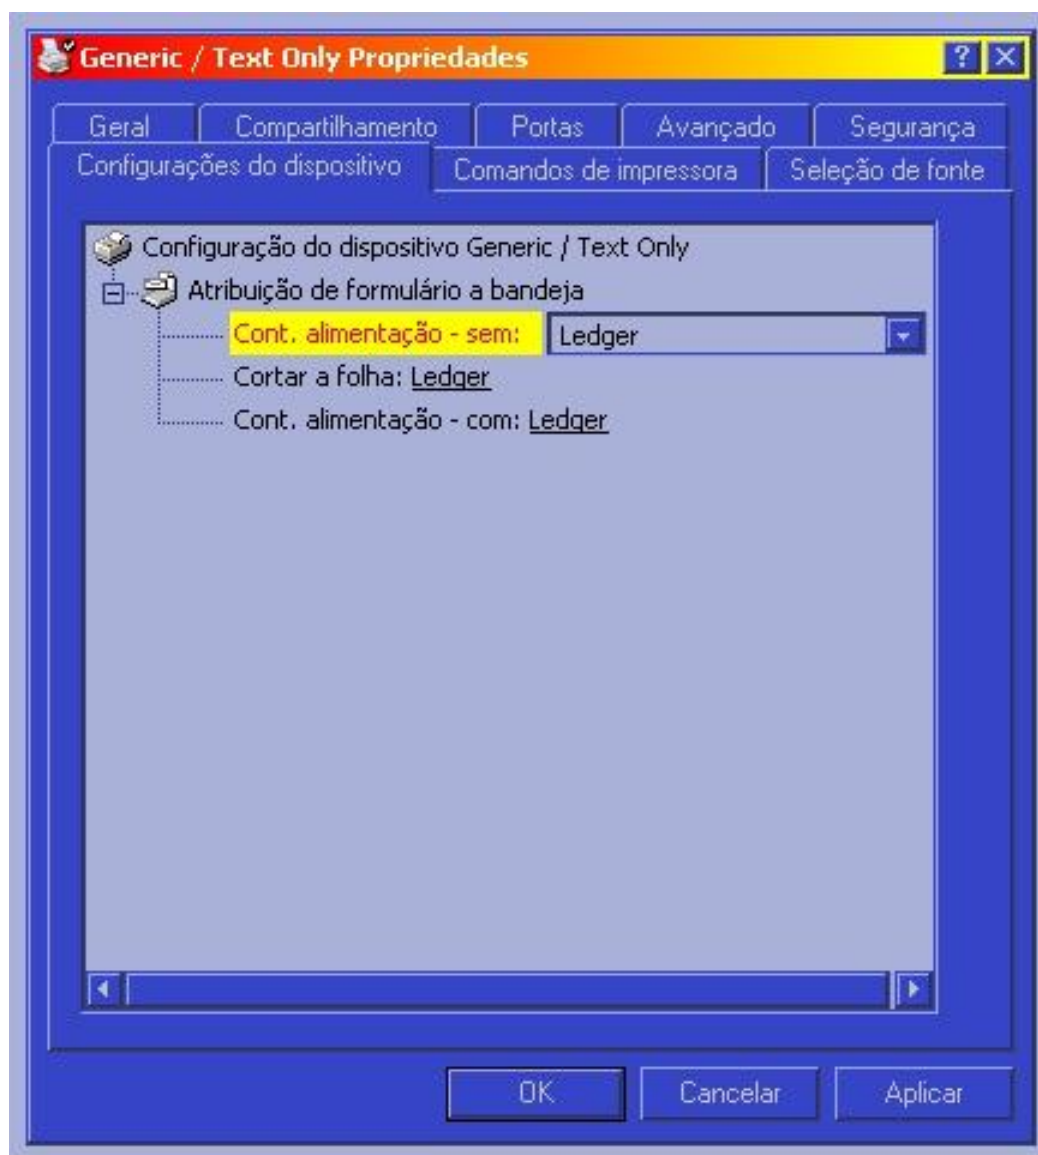 Generic / Text Only Propriedades
? X
Geral Compartilhamento Portas Avançado Segurança
Configurações do dispositivo Comandos de impressora Seleção de fonte
Configuração do dispositivo Generic / Text Only
Atribuição de formulário a bandeja
Cont. alimentação - sem: Ledger
Cortar a folha: Ledger
Cont. alimentação - com: Ledger
OK Cancelar Aplicar